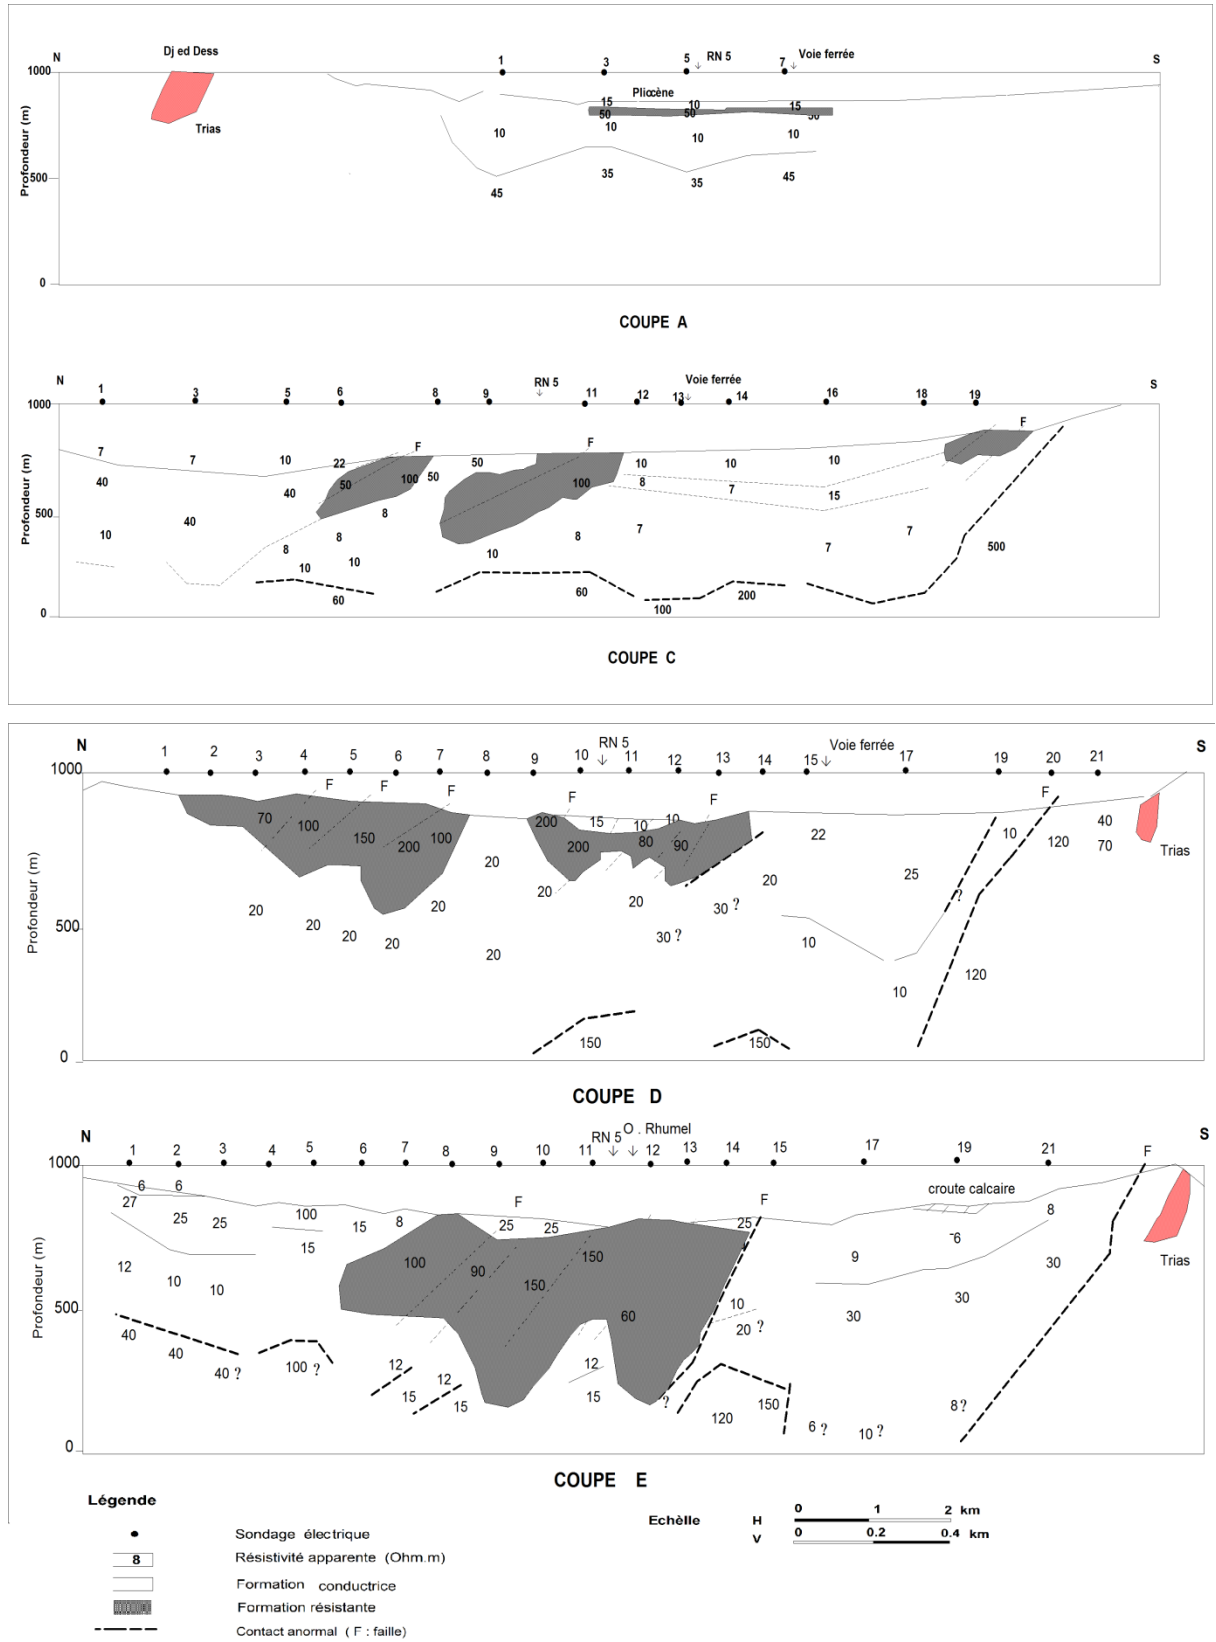 Dj ed Dess
N 1 3 5 ↓ RN 5 7 ↓ Voie ferrée S
1000
Pliocène
15 10 15
50 50 50
10 10 10 10
Trias
500
35 35 45
45
0
Profondeur (m)
COUPE A
N 1 3 5 6 8 9 ↓ RN 5 11 12 13 ↓ Voie ferrée 14 16 18 19 S
1000
F F F
7 7 10 22 50 10 10 10
40 40 50 100 50 100 8 7 15
500
40 8
10 8 8 8 7 7 7 500
10 10 10
60 60 100 200
0
Profondeur (m)
COUPE C
N 1 2 3 4 5 6 7 8 9 10 ↓ RN 5 11 12 13 14 15 ↓ Voie ferrée 17 19 20 21 S
1000
F F F F F F
70 100 150 200 100 200 15 10 10 22 10 120 40
200 80 90 70
Trias
20 20 20 20 25 ?
20 20 20 30 ?
500
20 20 20 20 30 ? 10
10 120
150 150
0
Profondeur (m)
COUPE D
N 1 2 3 4 5 6 7 8 9 10 11 RN 5 ↓ O . Rhumel ↓ 12 13 14 15 17 19 21 F S
1000
6 6 F F croute calcaire
27 25 25 100 15 8 25 25 25 8
15 100 90 150 150 6 9 30
Trias
12 10 10 10 30 30
500
60 20 ?
40 40 40 ? 100 ? 12 12 12
15 15 15 ? 120 150 6 ? 10 ? 8 ?
0
Profondeur (m)
COUPE E
Légende
Sondage électrique
8 Résistivité apparente (Ohm.m)
Formation conductrice
Formation résistante
Contact anormal ( F : faille)
Echèlle H 0 1 2 km
V 0 0.2 0.4 km